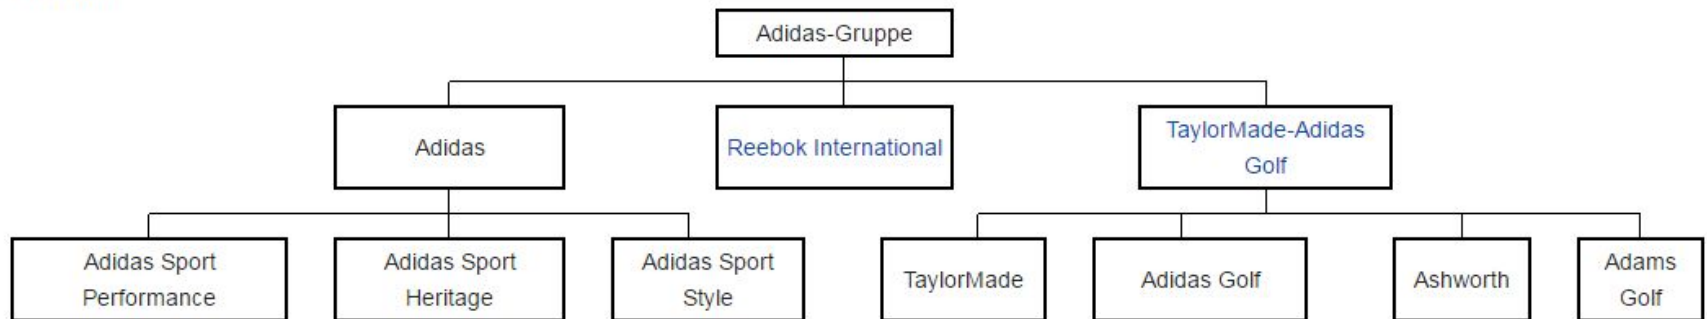 Adidas-Gruppe
Adidas
Reebok International
TaylorMade-Adidas
Golf
Adidas Sport
Performance
Adidas Sport
Heritage
Adidas Sport
Style
TaylorMade
Adidas Golf
Ashworth
Adams
Golf